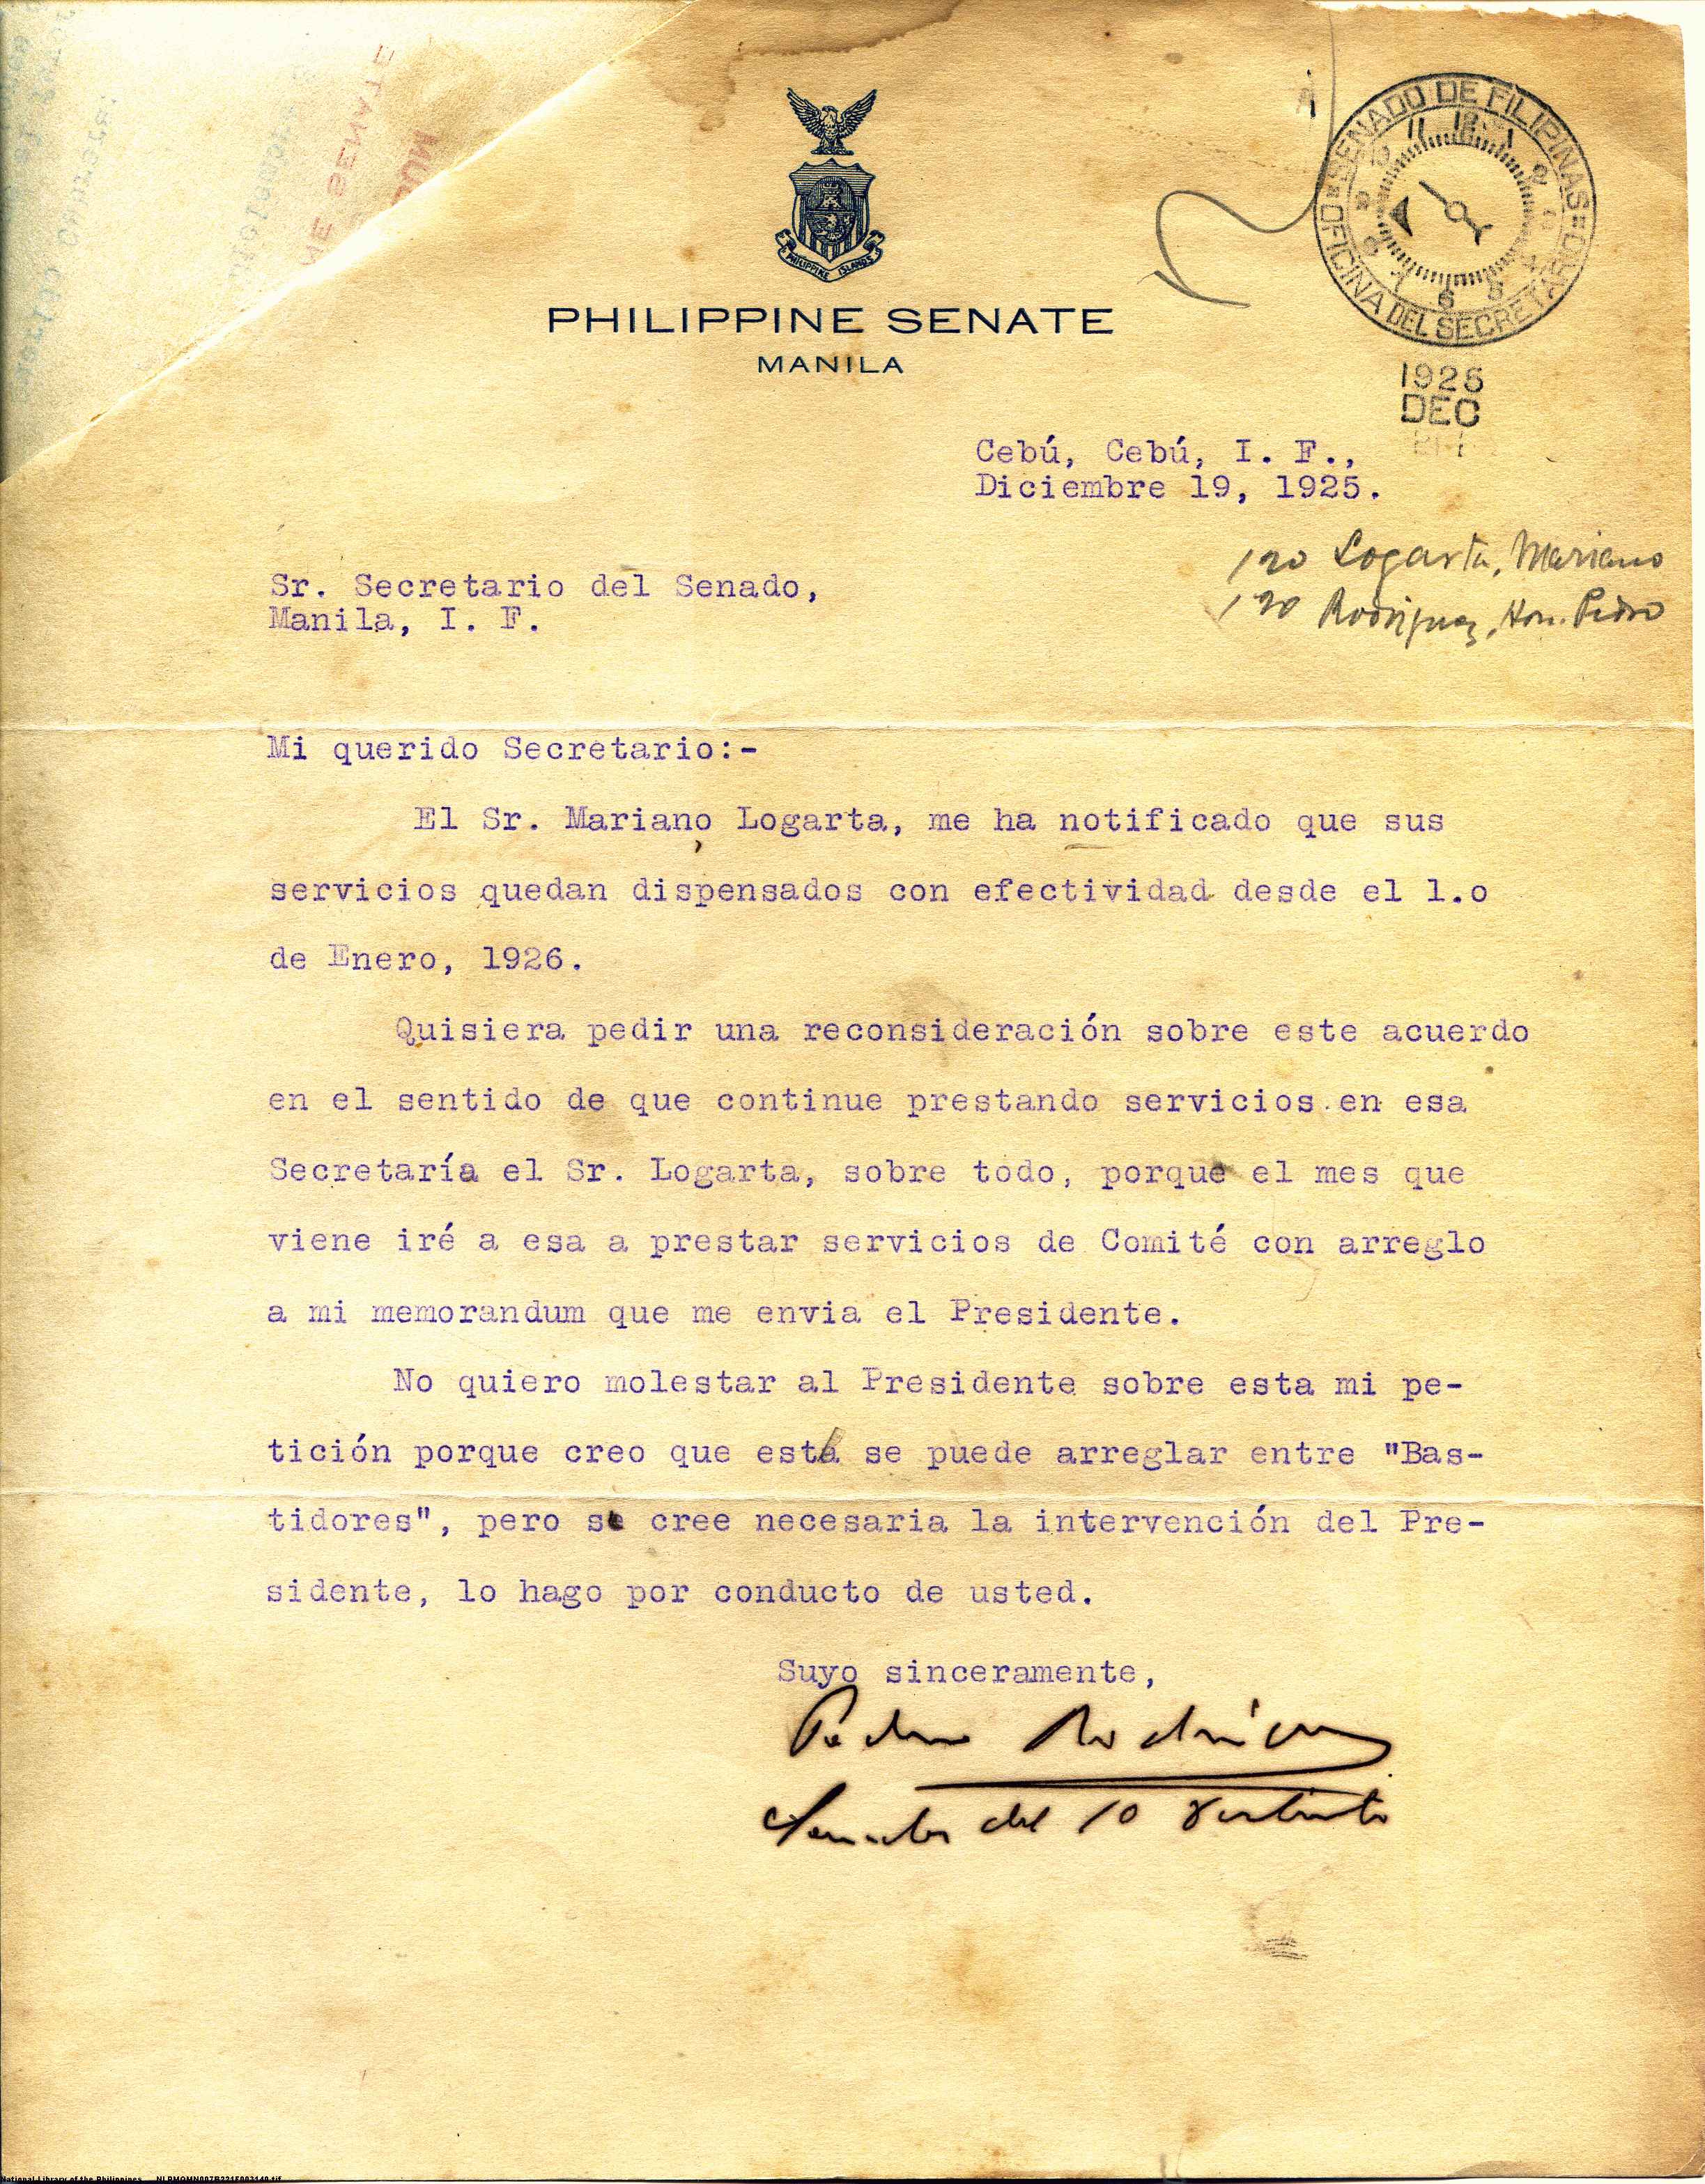 SENADO DE FILIPINAS
OFICINA DEL SECRETARIO
PHILIPPINE ISLANDS
PHILIPPINE SENATE
MANILA
1925
DEC
Cebú, Cebú, I. F.,
Diciembre 19, 1925.
120 Logarta, Mariano
120 Rodriguez, Hon. Pedro
Sr. Secretario del Senado,
Manila, I. F.
Mi querido Secretario:-
El Sr. Mariano Logarta, me ha notificado que sus
servicios quedan dispensados con efectividad desde el 1.o
de Enero, 1926.
Quisiera pedir una reconsideración sobre este acuerdo
en el sentido de que continue prestando servicios en esa
Secretaría el Sr. Logarta, sobre todo, porque el mes que
viene iré a esa a prestar servicios de Comité con arreglo
a mi memorandum que me envia el Presidente.
No quiero molestar al Presidente sobre esta mi pe-
tición porque creo que esta se puede arreglar entre "Bas-
tidores", pero se cree necesaria la intervención del Pre-
sidente, lo hago por conducto de usted.
Suyo sinceramente,
Pedro Rodríguez
Senador del 10 distrito
National Library of the Philippines